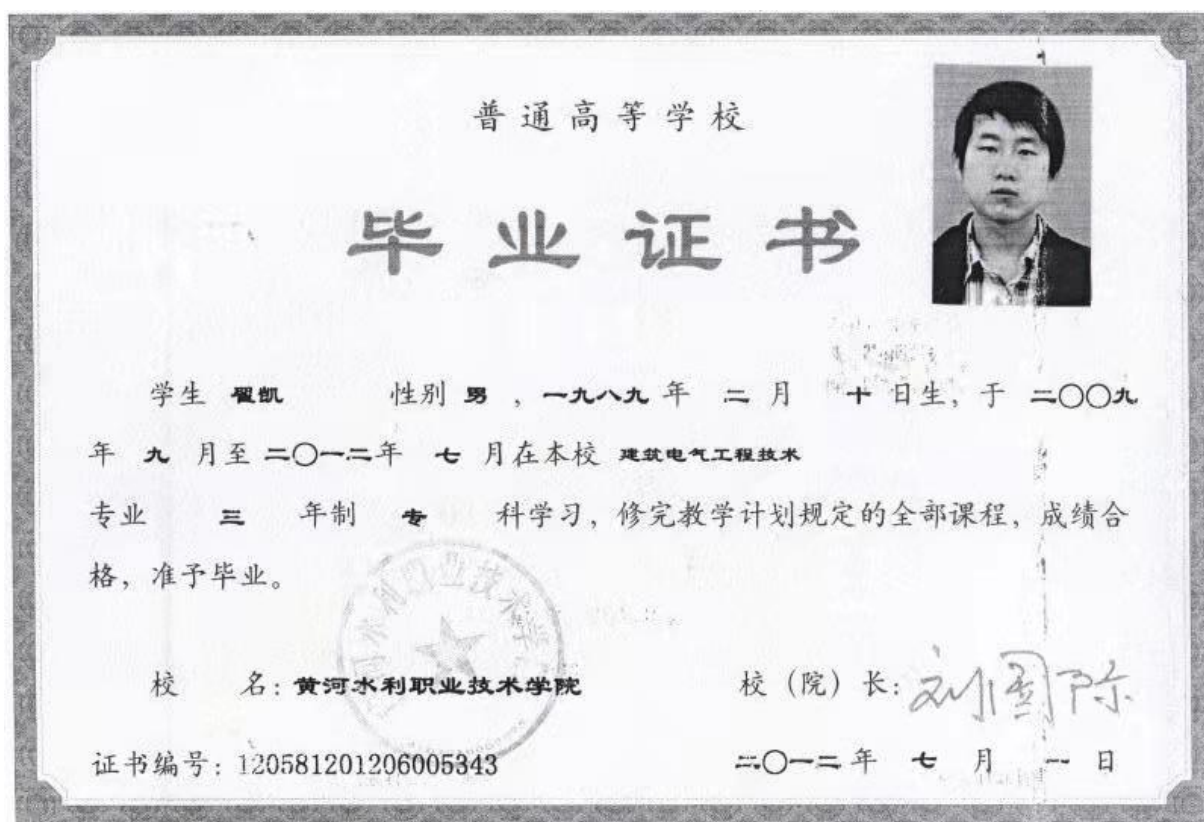 普通高等学校
毕业证书
学生 翟凯 性别 男 ，一九八九 年 二 月 十 日生，于 二〇〇九
年 九 月至 二〇一二年 七 月在本校 建筑电气工程技术
专业 三 年制 专 科学习，修完教学计划规定的全部课程，成绩合
格，准予毕业。
校 名：黄河水利职业技术学院
校（院）长：刘国际
证书编号：120581201206005343
二〇一二年 七 月 一 日